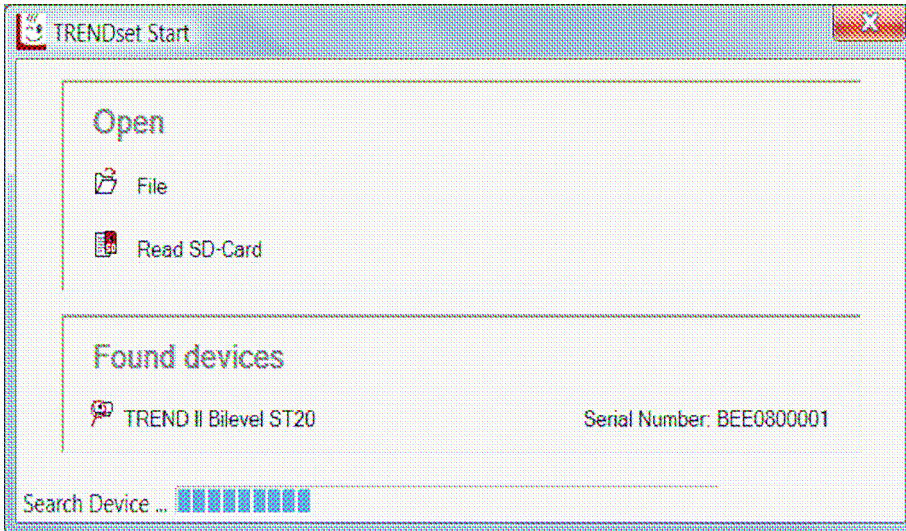 TRENDset Start
Open
File
Read SD-Card
Found devices
TREND II Bilevel ST20 Serial Number: BEE0800001
Search Device ...